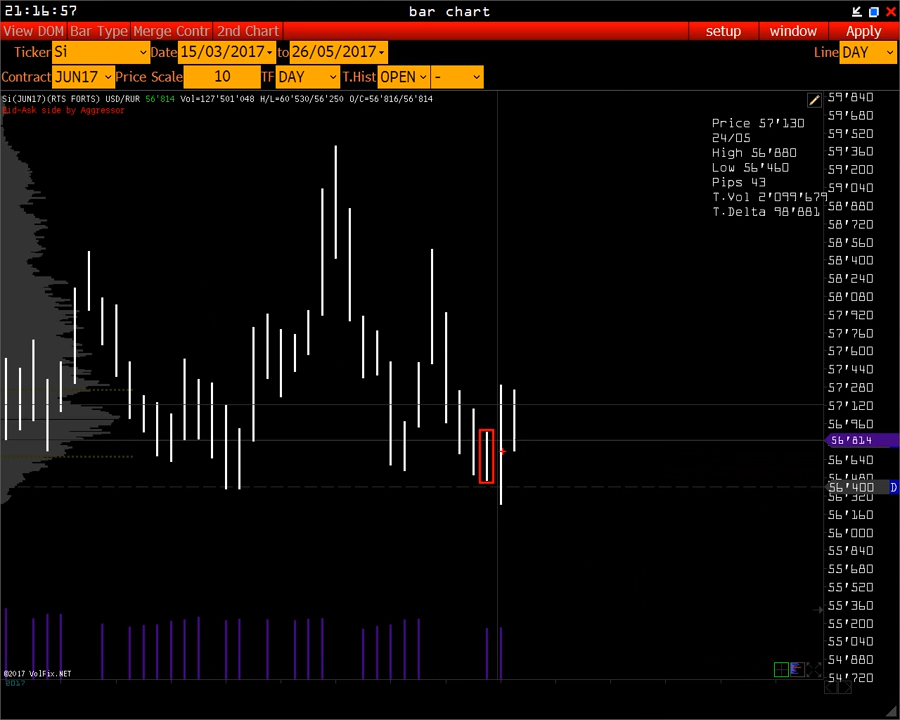 21:16:57 bar chart
View DOM Bar Type Merge Contr 2nd Chart setup window Apply
Ticker Si Date 15/03/2017 to 26/05/2017 Line DAY
Contract JUN17 Price Scale 10 TF DAY T.Hist OPEN -
Si(JUN17)(RTS FORTS) USD/RUR 56'814 Vol=127'501'048 H/L=60'530/56'250 O/C=56'816/56'814
Bid-Ask side by Aggressor
Price 57'130
24/05
High 56'880
Low 56'460
Pips 43
T.Vol 2'099'679
T.Delta 98'881
59'840
59'680
59'520
59'360
59'200
59'040
58'880
58'720
58'560
58'400
58'240
58'080
57'920
57'760
57'600
57'440
57'280
57'120
56'960
56'814
56'640
56'480
56'400 D
56'320
56'160
56'000
55'840
55'680
55'520
55'360
55'200
55'040
54'880
54'720
©2017 VolFix.NET
2017